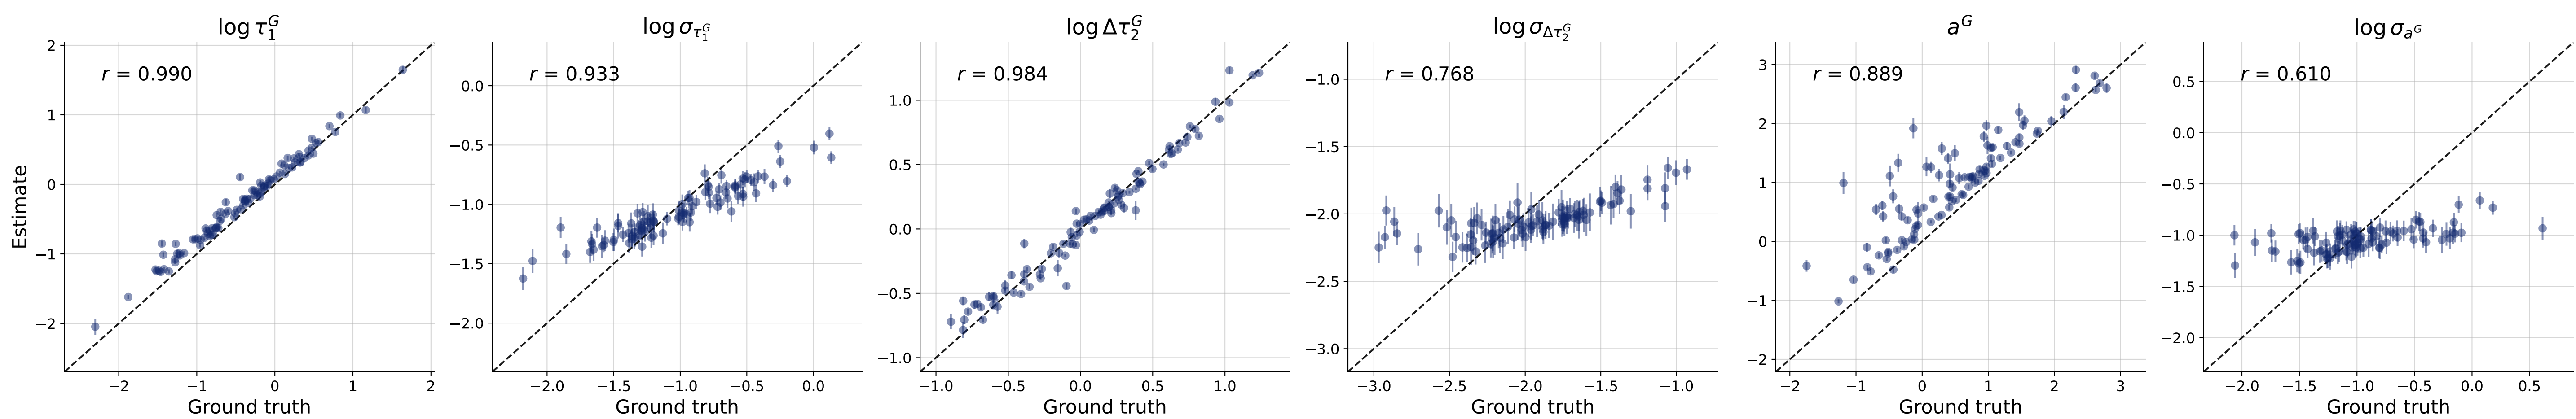 log τ₁ᴳ
r = 0.990
2
1
0
−1
−2
Estimate
−2 −1 0 1 2
Ground truth
log σ_τ₁ᴳ
r = 0.933
0.0
−0.5
−1.0
−1.5
−2.0
−2.0 −1.5 −1.0 −0.5 0.0
Ground truth
log Δτ₂ᴳ
r = 0.984
1.0
0.5
0.0
−0.5
−1.0
−1.0 −0.5 0.0 0.5 1.0
Ground truth
log σ_Δτ₂ᴳ
r = 0.768
−1.0
−1.5
−2.0
−2.5
−3.0
−3.0 −2.5 −2.0 −1.5 −1.0
Ground truth
aᴳ
r = 0.889
3
2
1
0
−1
−2
−2 −1 0 1 2 3
Ground truth
log σ_aᴳ
r = 0.610
0.5
0.0
−0.5
−1.0
−1.5
−2.0
−2.0 −1.5 −1.0 −0.5 0.0 0.5
Ground truth